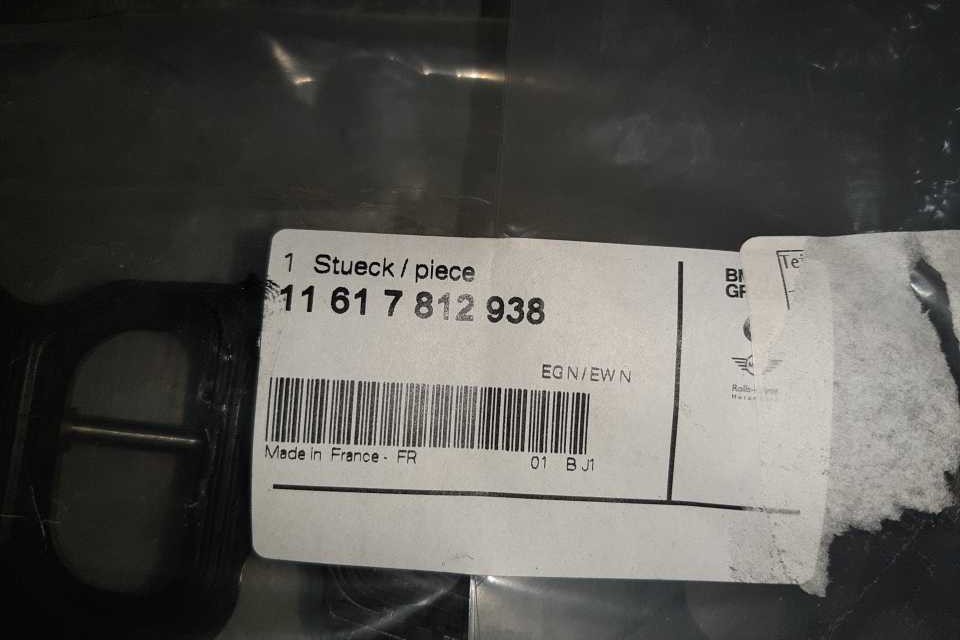 1 Stueck / piece
11 61 7 812 938
EGN/EWN
Made in France - FR
01 BJ1